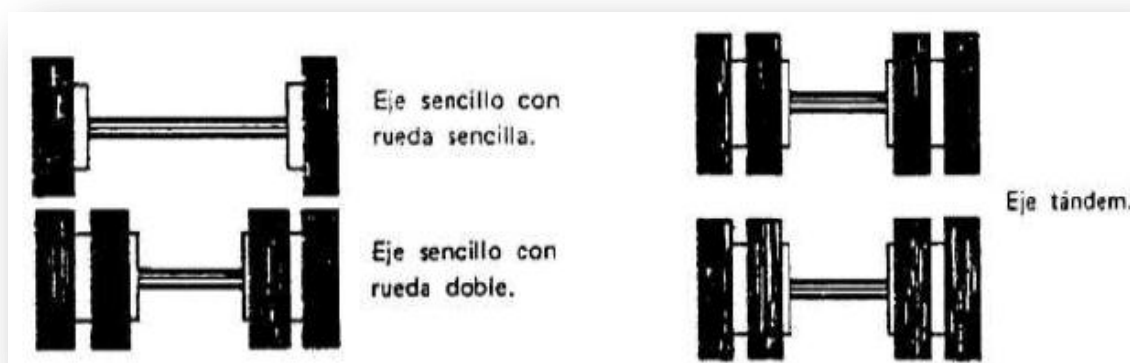 Eje sencillo con
rueda sencilla.
Eje sencillo con
rueda doble.
Eje tándem.